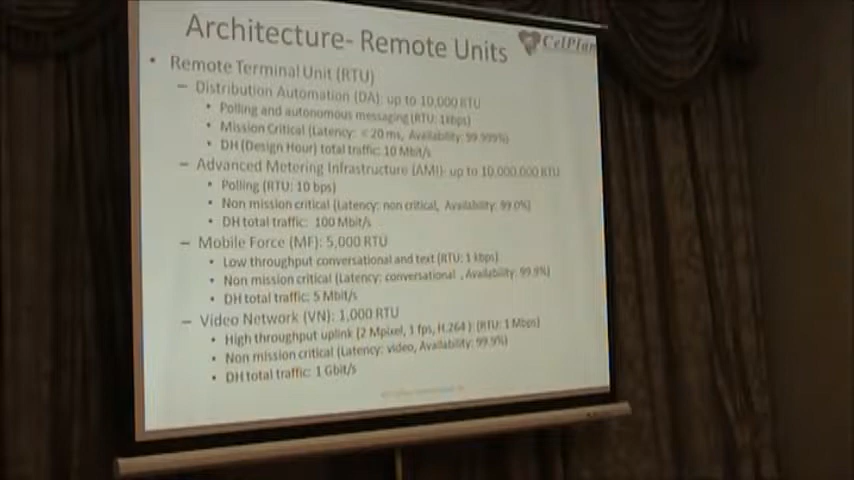 Architecture- Remote Units
CelPlan
• Remote Terminal Unit (RTU)
– Distribution Automation (DA): up to 10,000 RTU
• Polling and autonomous messaging (RTU: 1kbps)
• Mission Critical (Latency: < 20 ms, Availability: 99.999%)
• DH (Design Hour) total traffic: 10 Mbit/s
– Advanced Metering Infrastructure (AMI): up to 10,000,000 RTU
• Polling (RTU: 10 bps)
• Non mission critical (Latency: non critical, Availability: 99.0%)
• DH total traffic: 100 Mbit/s
– Mobile Force (MF): 5,000 RTU
• Low throughput conversational and text (RTU: 1 kbps)
• Non mission critical (Latency: conversational , Availability: 99.9%)
• DH total traffic: 5 Mbit/s
– Video Network (VN): 1,000 RTU
• High throughput uplink (2 Mpixel, 1 fps, H.264 ): (RTU: 1 Mbps)
• Non mission critical (Latency: video, Availability: 99.9%)
• DH total traffic: 1 Gbit/s